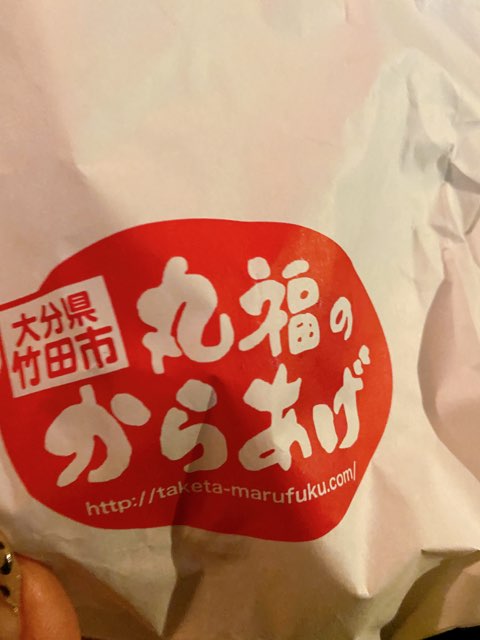 大分県
竹田市
丸福の
からあげ
http://taketa-marufuku.com/